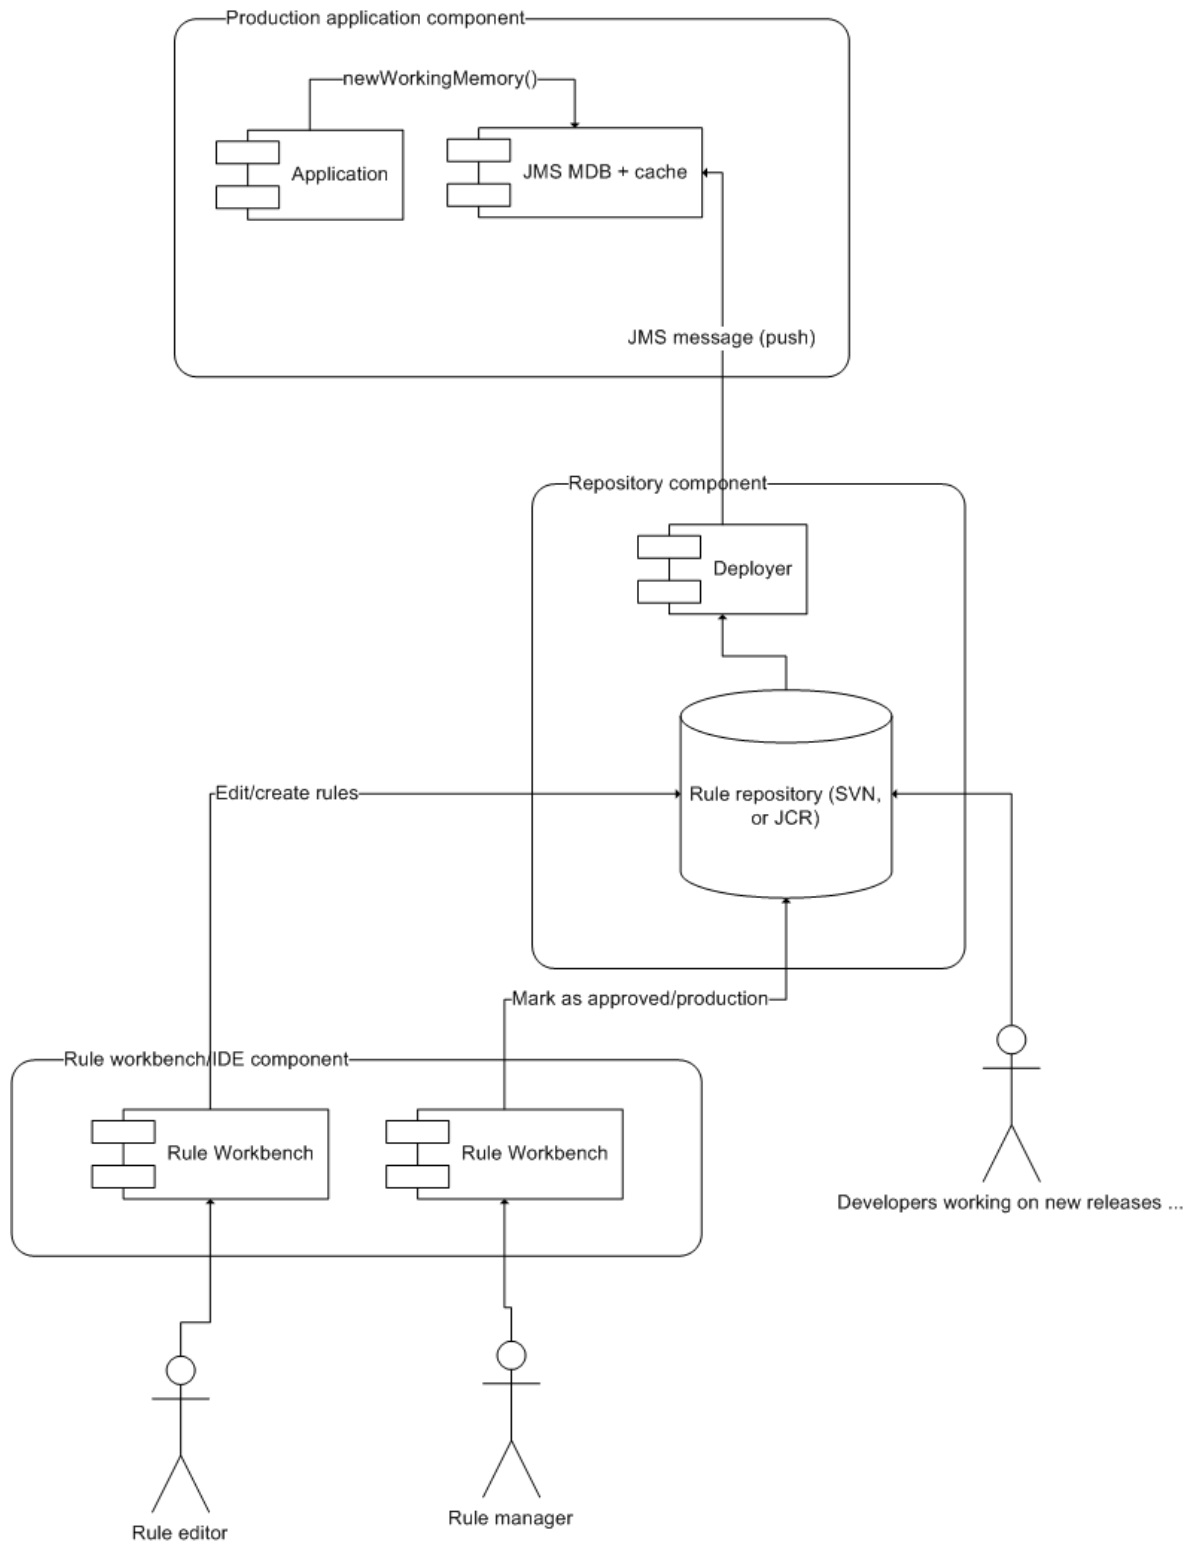 Production application component
newWorkingMemory()
Application
JMS MDB + cache
JMS message (push)
Repository component
Deployer
Edit/create rules
Rule repository (SVN,
or JCR)
Mark as approved/production
Rule workbench/IDE component
Rule Workbench
Rule Workbench
Developers working on new releases ...
Rule editor
Rule manager